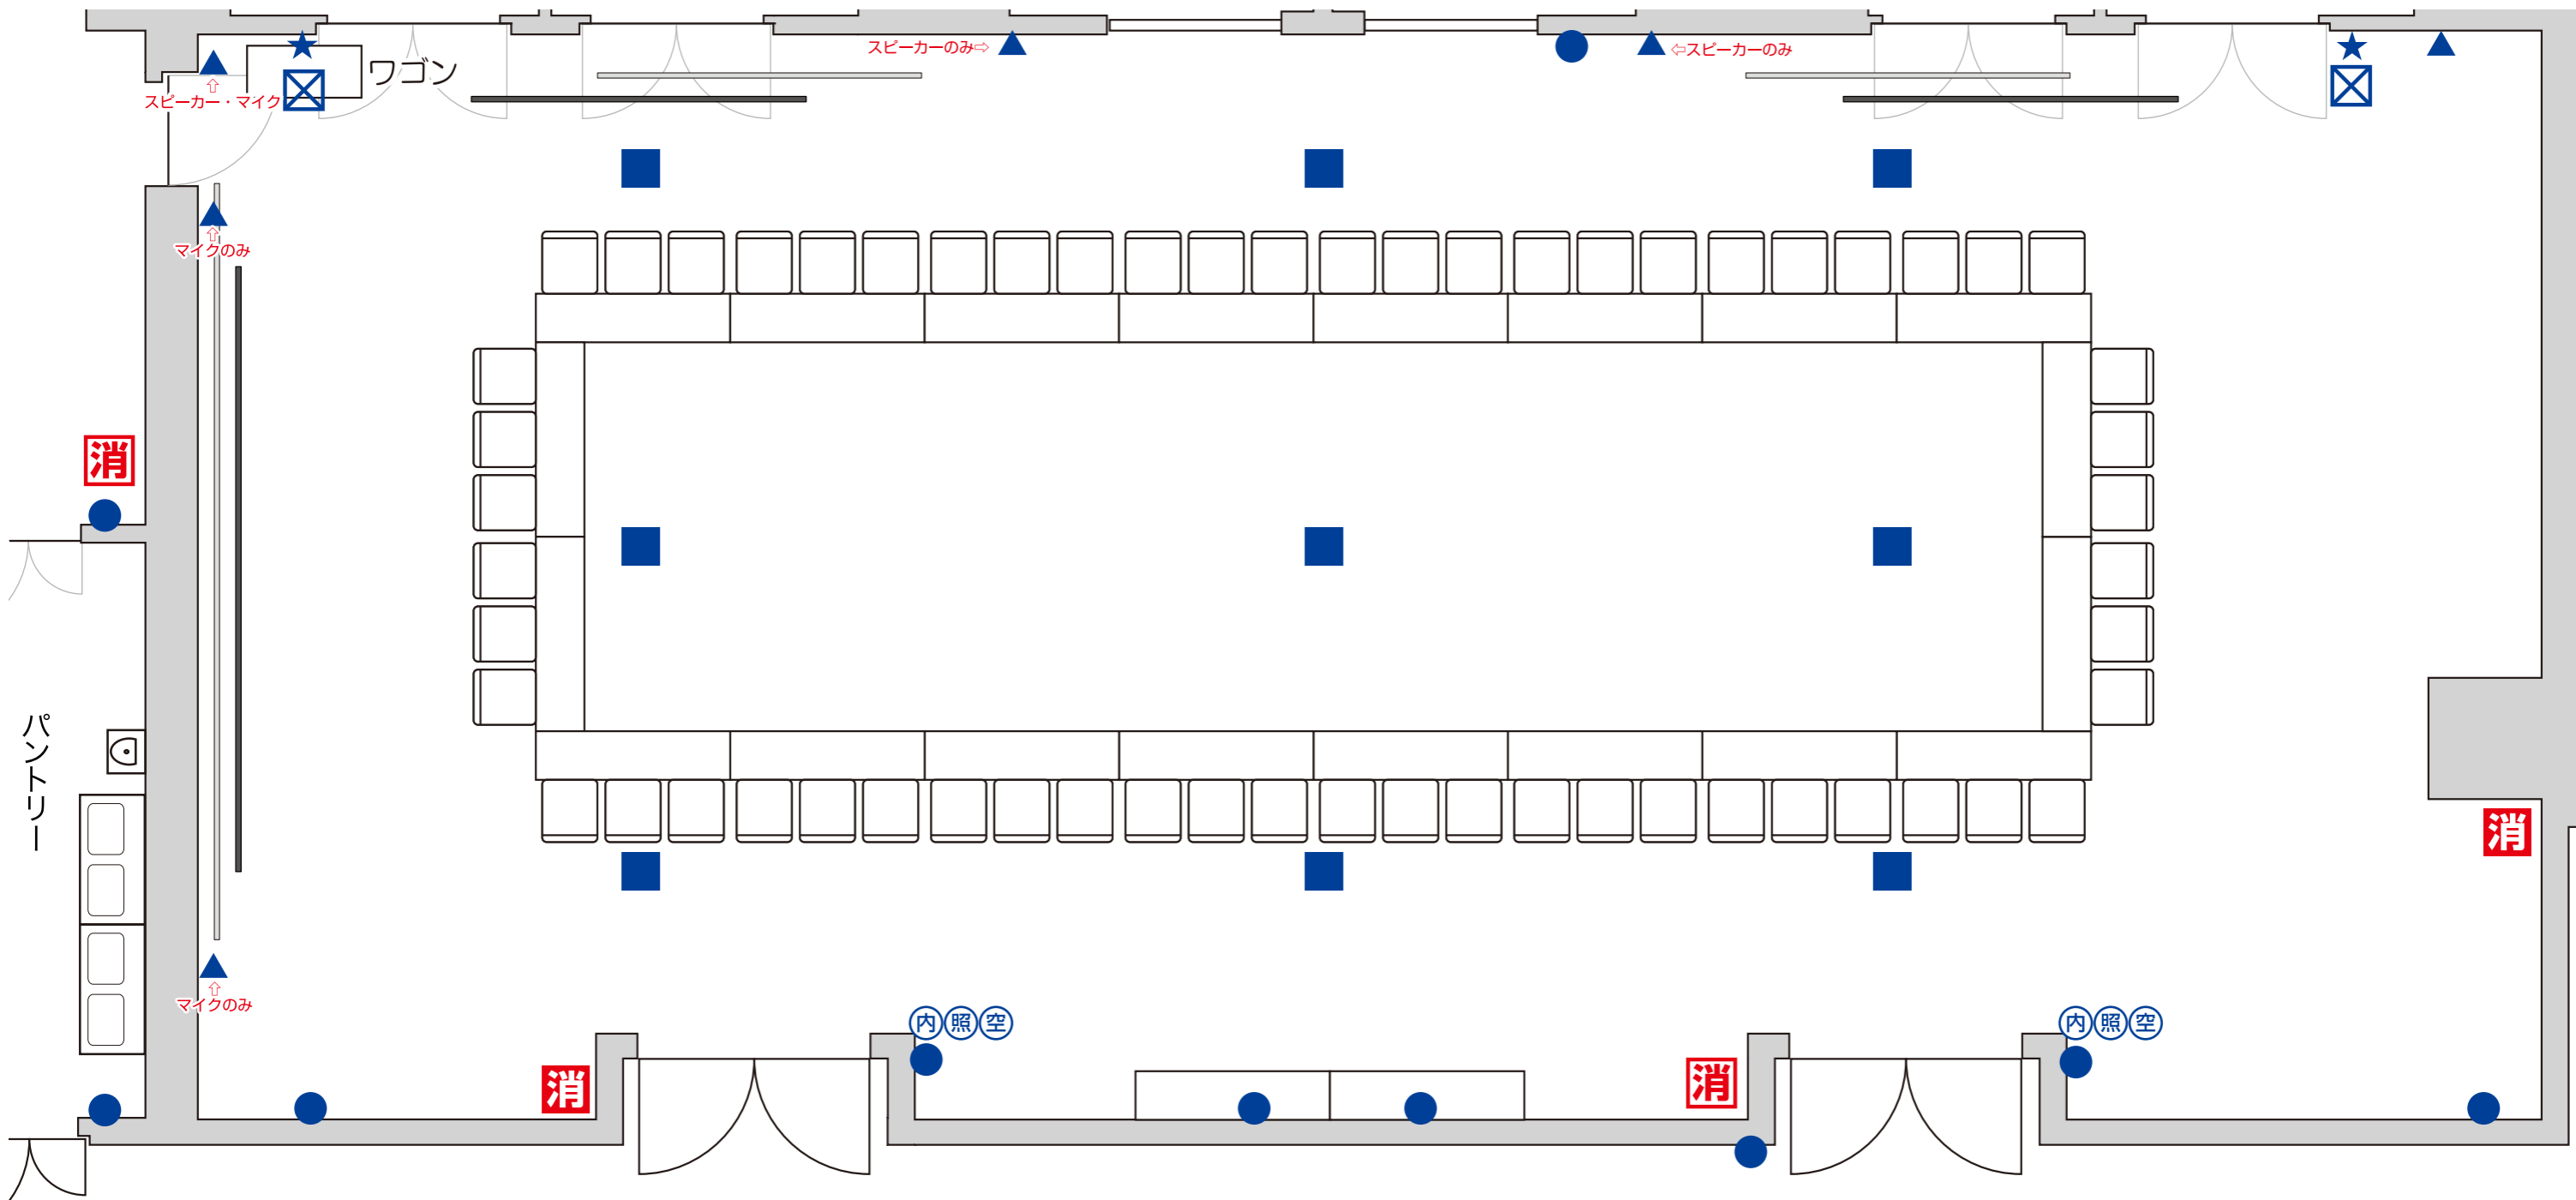 スピーカーのみ⇨
⇦スピーカーのみ
ワゴン
⇧
スピーカー・マイク
⇧
マイクのみ
消
パントリー
消
⇧
マイクのみ
内照空
内照空
消
消